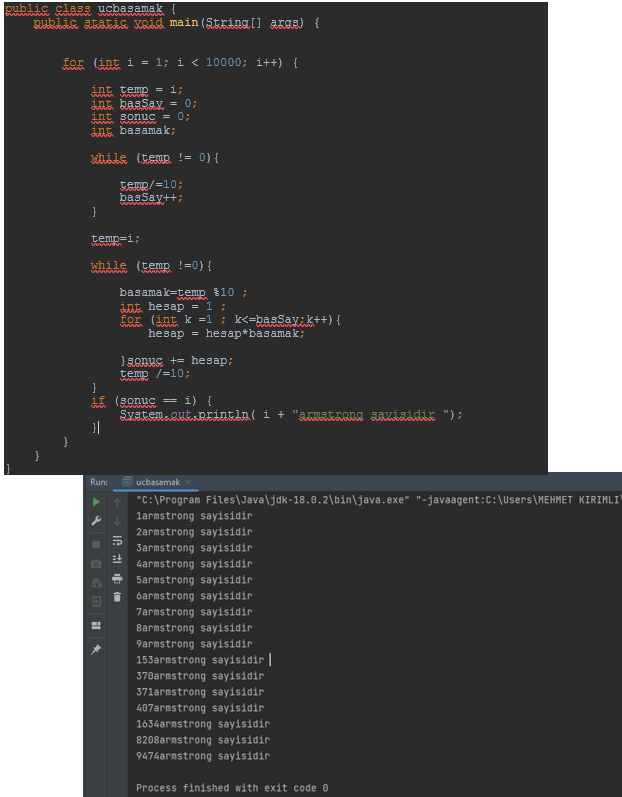 public class ucbasamak {
public static void main(String[] args) {
for (int i = 1; i < 10000; i++) {
int temp = i;
int basSay = 0;
int sonuc = 0;
int basamak;
while (temp != 0){
temp/=10;
basSay++;
}
temp=i;
while (temp !=0){
basamak=temp %10 ;
int hesap = 1 ;
for (int k =1 ; k<=basSay;k++){
hesap = hesap*basamak;
}sonuc += hesap;
temp /=10;
}
if (sonuc == i) {
System.out.println( i + "armstrong sayisidir ");
}
}
}
}
Run: ucbasamak ×
"C:\Program Files\Java\jdk-18.0.2\bin\java.exe" "-javaagent:C:\Users\MEHMET KIRIMLI\
1armstrong sayisidir
2armstrong sayisidir
3armstrong sayisidir
4armstrong sayisidir
5armstrong sayisidir
6armstrong sayisidir
7armstrong sayisidir
8armstrong sayisidir
9armstrong sayisidir
153armstrong sayisidir
370armstrong sayisidir
371armstrong sayisidir
407armstrong sayisidir
1634armstrong sayisidir
8208armstrong sayisidir
9474armstrong sayisidir
Process finished with exit code 0